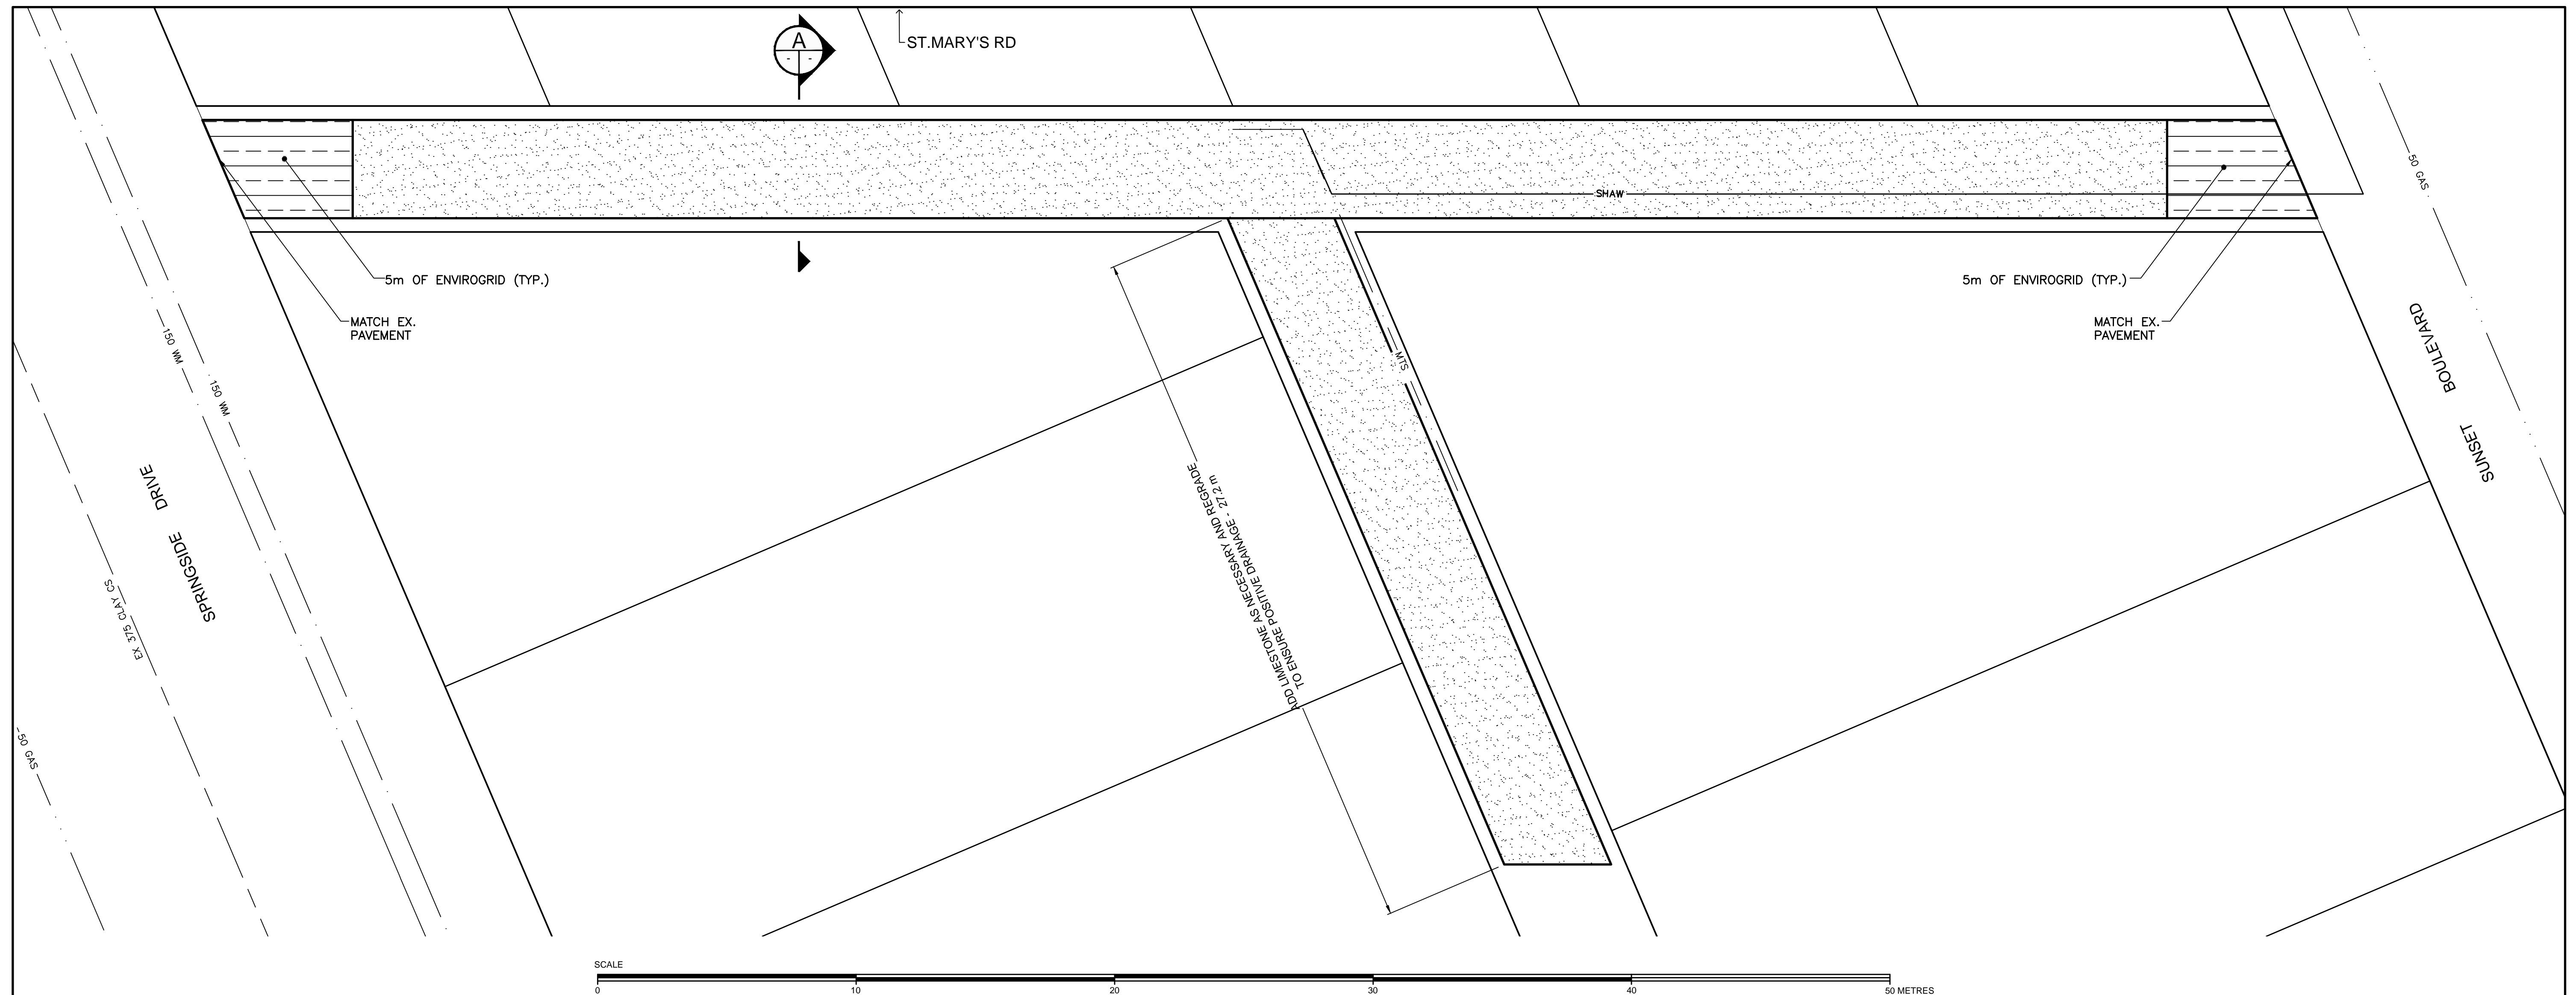 A
- -
ST.MARY'S RD
SHAW
50 GAS
5m OF ENVIROGRID (TYP.)
MATCH EX.
PAVEMENT
5m OF ENVIROGRID (TYP.)
MATCH EX.
PAVEMENT
150 WM
150 WM
MTS
SUNSET BOULEVARD
SPRINGSIDE DRIVE
ADD LIMESTONE AS NECESSARY AND REGRADE
TO ENSURE POSITIVE DRAINAGE - 27.2 m
EX 375 CLAY CS
50 GAS
SCALE
0 10 20 30 40 50 METRES